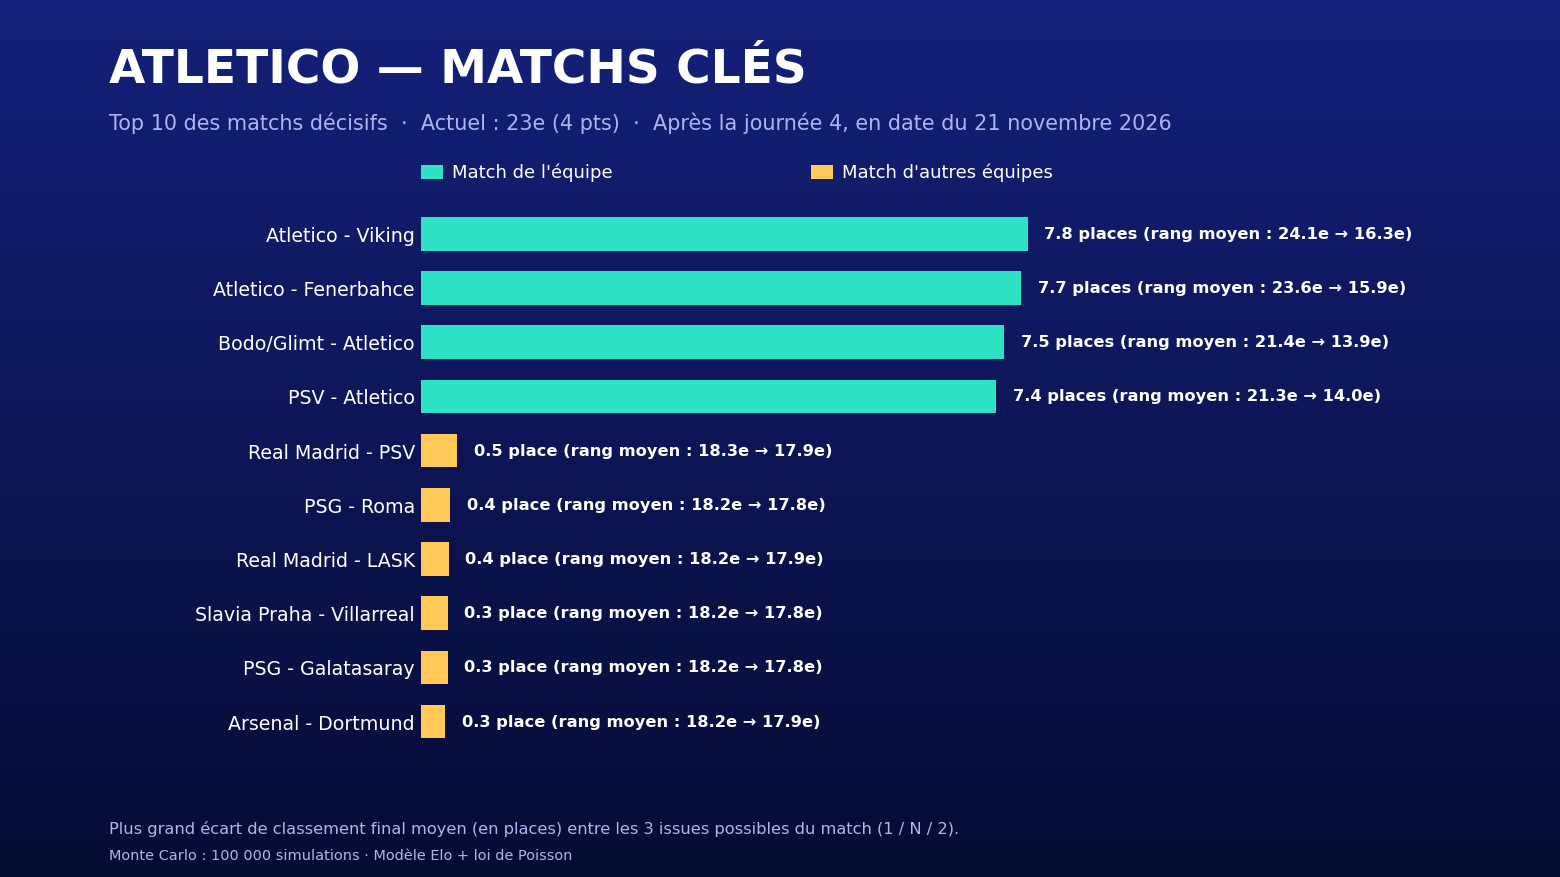 ATLETICO — MATCHS CLÉS
Top 10 des matchs décisifs · Actuel : 23e (4 pts) · Après la journée 4, en date du 21 novembre 2026
Match de l'équipe
Match d'autres équipes
Atletico - Viking 7.8 places (rang moyen : 24.1e → 16.3e)
Atletico - Fenerbahce 7.7 places (rang moyen : 23.6e → 15.9e)
Bodo/Glimt - Atletico 7.5 places (rang moyen : 21.4e → 13.9e)
PSV - Atletico 7.4 places (rang moyen : 21.3e → 14.0e)
Real Madrid - PSV 0.5 place (rang moyen : 18.3e → 17.9e)
PSG - Roma 0.4 place (rang moyen : 18.2e → 17.8e)
Real Madrid - LASK 0.4 place (rang moyen : 18.2e → 17.9e)
Slavia Praha - Villarreal 0.3 place (rang moyen : 18.2e → 17.8e)
PSG - Galatasaray 0.3 place (rang moyen : 18.2e → 17.8e)
Arsenal - Dortmund 0.3 place (rang moyen : 18.2e → 17.9e)
Plus grand écart de classement final moyen (en places) entre les 3 issues possibles du match (1 / N / 2).
Monte Carlo : 100 000 simulations · Modèle Elo + loi de Poisson